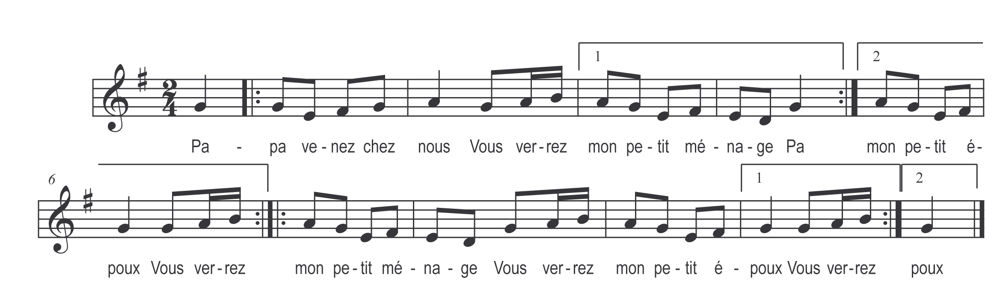 1 2
2
4
Pa - pa ve - nez chez nous Vous ver - rez mon pe - tit mé - na - ge Pa mon pe - tit é -
6 1 2
poux Vous ver - rez mon pe - tit mé - na - ge Vous ver - rez mon pe - tit é - poux Vous ver - rez poux